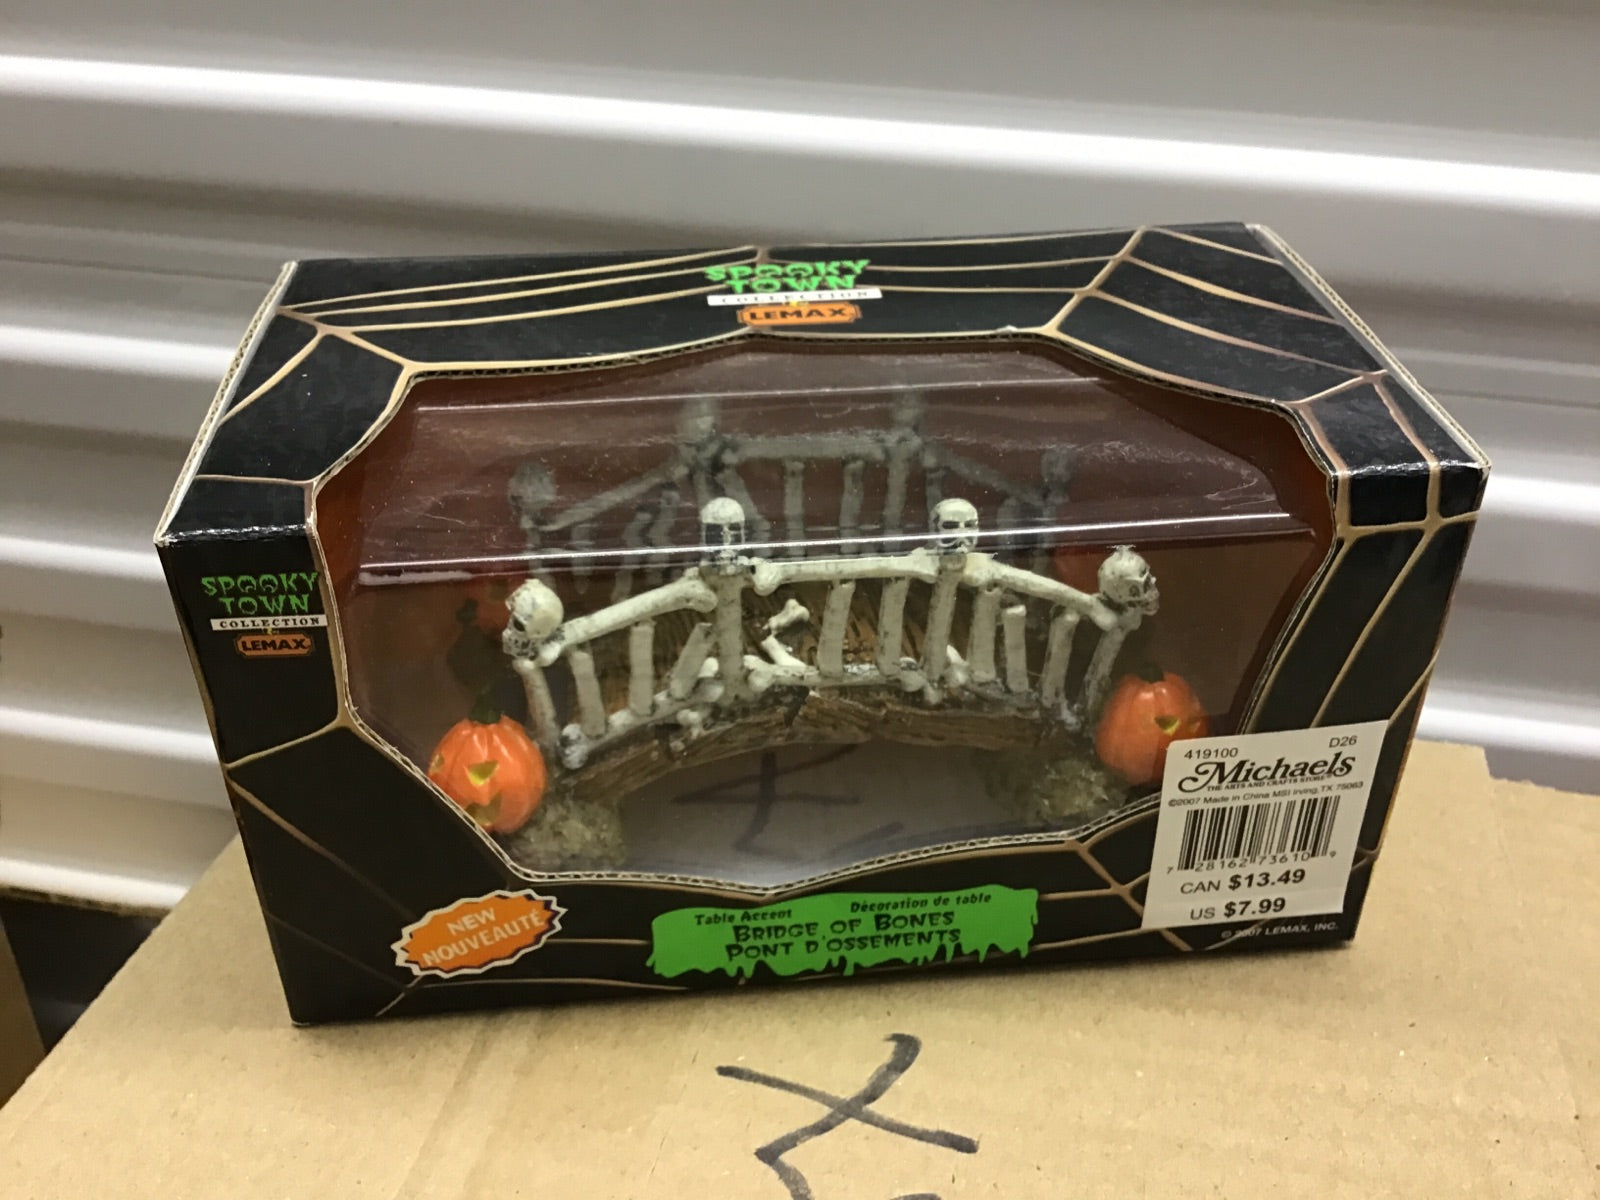 SPOOKY
TOWN
COLLECTION
LEMAX
SPOOKY
TOWN
COLLECTION
LEMAX
419100 D26
Michaels
THE ARTS AND CRAFTS STORE
©2007 Made in China MSI Irving, TX 75063
7 28162 73610 9
CAN $13.49
US $7.99
© 2007 LEMAX, INC.
NEW
NOUVEAUTÉ
Table Accent Décoration de table
BRIDGE OF BONES
PONT D'OSSEMENTS